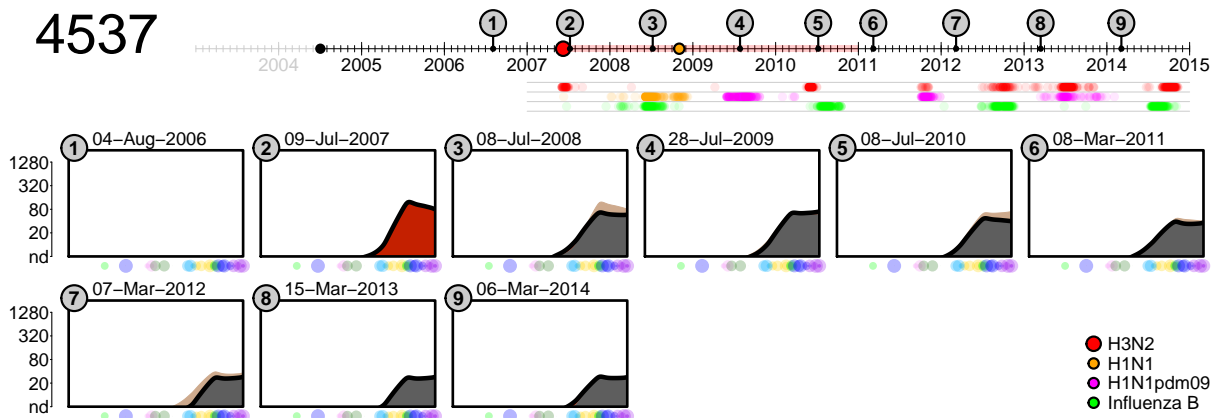 4537
1 2 3 4 5 6 7 8 9
2004 2005 2006 2007 2008 2009 2010 2011 2012 2013 2014 2015
1 04–Aug–2006 2 09–Jul–2007 3 08–Jul–2008 4 28–Jul–2009 5 08–Jul–2010 6 08–Mar–2011
1280
320
80
20
nd
7 07–Mar–2012 8 15–Mar–2013 9 06–Mar–2014
1280
320
80
20
nd
H3N2
H1N1
H1N1pdm09
Influenza B